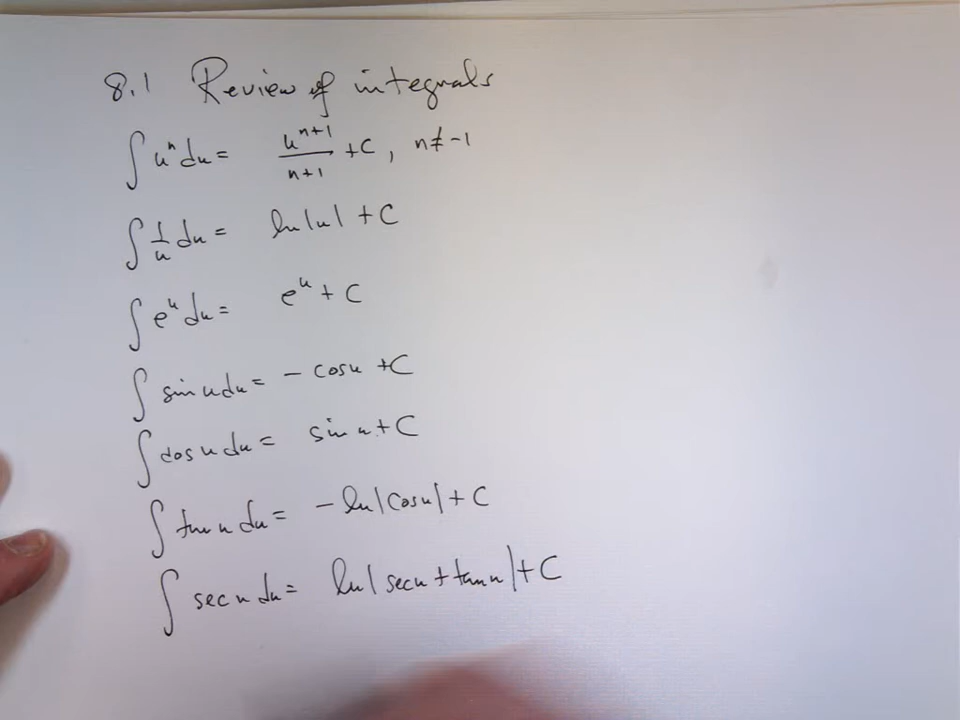 8.1 Review of integrals
∫ uⁿ du = uⁿ⁺¹/n+1 + C, n ≠ -1
∫ 1/u du = ln|u| + C
∫ eᵘ du = eᵘ + C
∫ sin u du = - cos u + C
∫ cos u du = sin u + C
∫ tan u du = - ln|cos u| + C
∫ sec u du = ln|sec u + tan u| + C